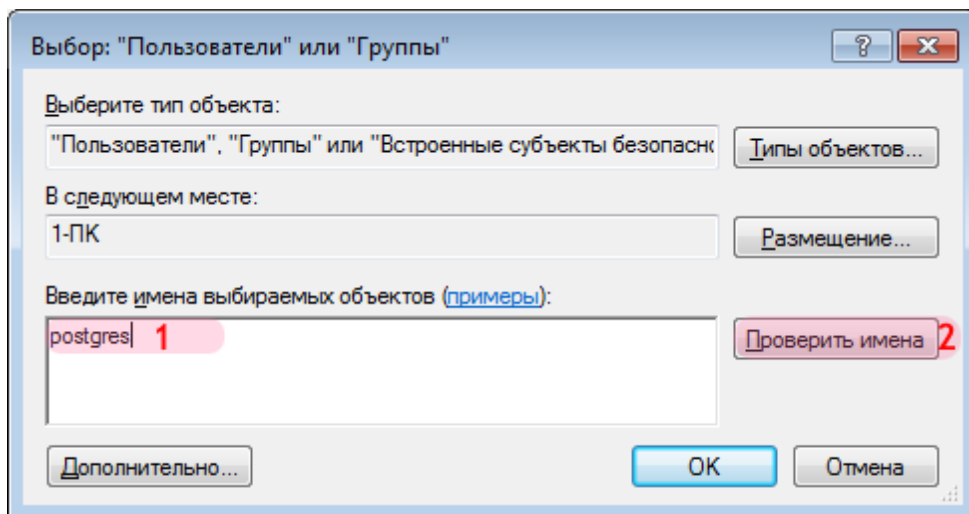 Выбор: "Пользователи" или "Группы"
Выберите тип объекта:
"Пользователи", "Группы" или "Встроенные субъекты безопасно
Типы объектов...
В следующем месте:
1-ПК
Размещение...
Введите имена выбираемых объектов (примеры):
postgres 1
Проверить имена 2
Дополнительно...
ОК
Отмена